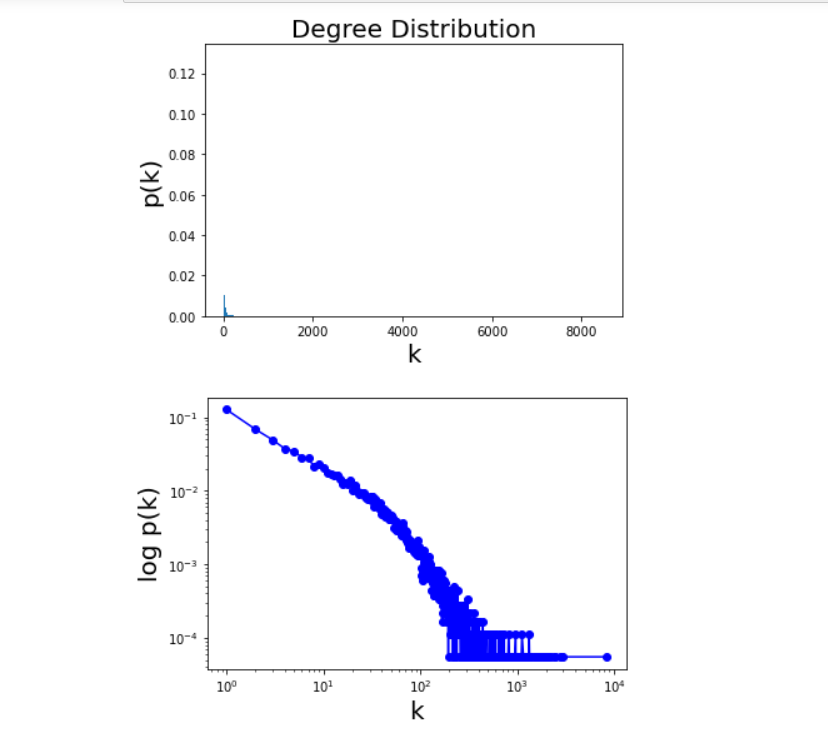 Degree Distribution
0.12
0.10
0.08
0.06
0.04
0.02
0.00
p(k)
0 2000 4000 6000 8000
k
10⁻¹
10⁻²
10⁻³
10⁻⁴
log p(k)
10⁰ 10¹ 10² 10³ 10⁴
k